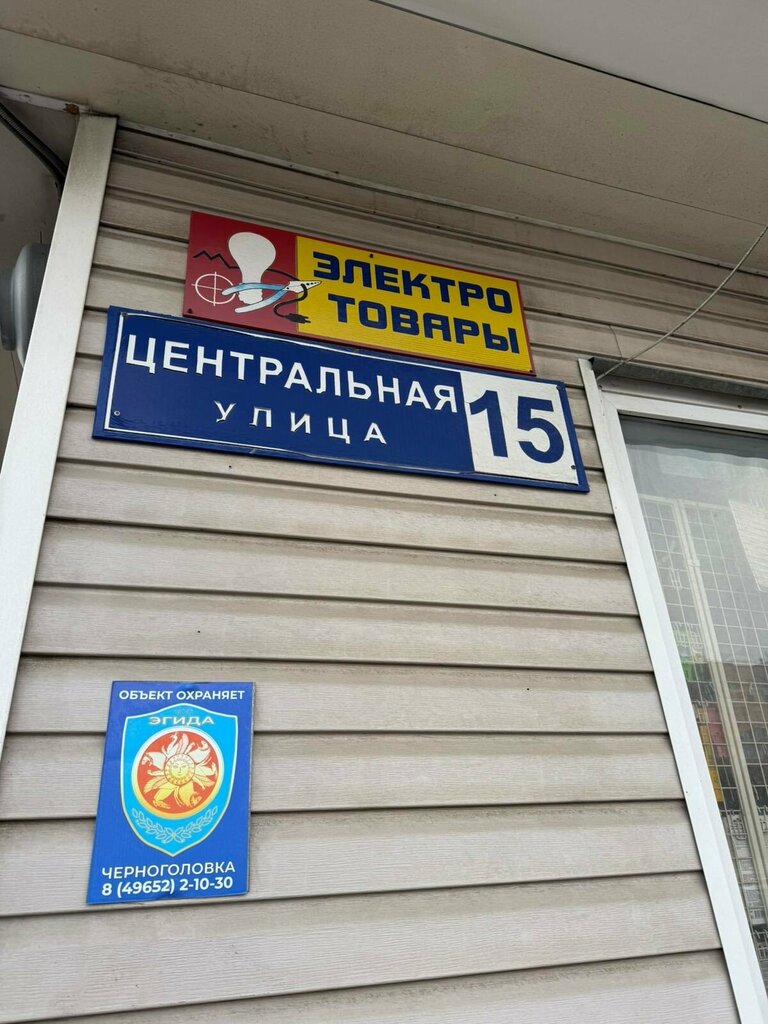 ЭЛЕКТРО
ТОВАРЫ
ЦЕНТРАЛЬНАЯ
УЛИЦА
15
ОБЪЕКТ ОХРАНЯЕТ
ЭГИДА
ЧЕРНОГОЛОВКА
8 (49652) 2-10-30